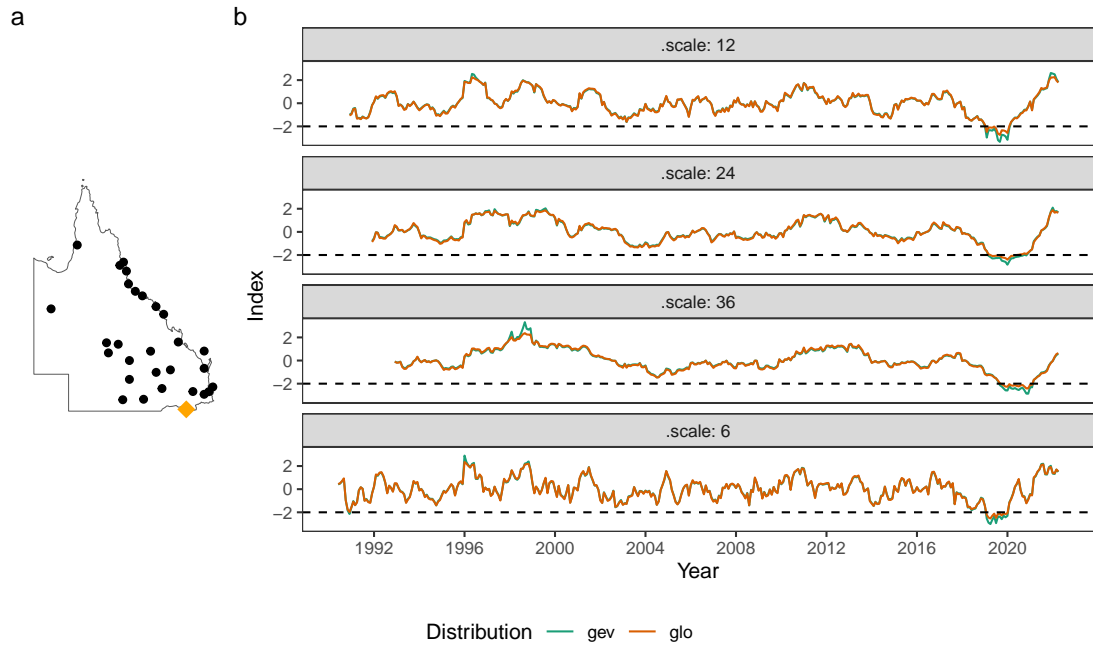 a
b
.scale: 12
2
0
−2
.scale: 24
2
0
−2
.scale: 36
2
0
−2
.scale: 6
2
0
−2
Index
1992 1996 2000 2004 2008 2012 2016 2020
Year
Distribution gev glo